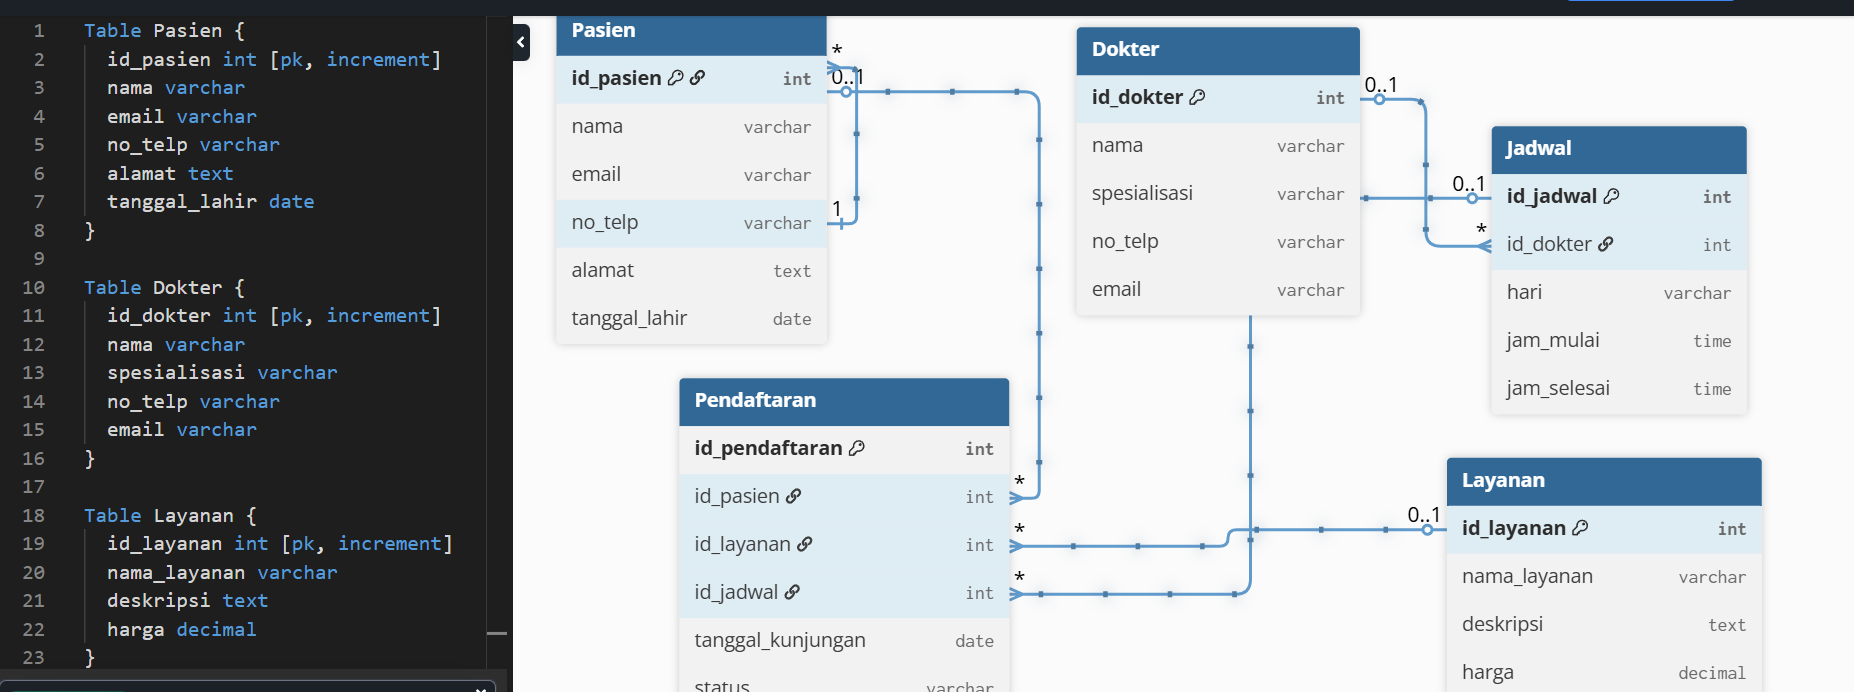 1 Table Pasien {
2 id_pasien int [pk, increment]
3 nama varchar
4 email varchar
5 no_telp varchar
6 alamat text
7 tanggal_lahir date
8 }
9
10 Table Dokter {
11 id_dokter int [pk, increment]
12 nama varchar
13 spesialisasi varchar
14 no_telp varchar
15 email varchar
16 }
17
18 Table Layanan {
19 id_layanan int [pk, increment]
20 nama_layanan varchar
21 deskripsi text
22 harga decimal
23 }
Pasien
id_pasien int
nama varchar
email varchar
no_telp varchar
alamat text
tanggal_lahir date
*
0..1
1
Dokter
id_dokter int
nama varchar
spesialisasi varchar
no_telp varchar
email varchar
0..1
Jadwal
0..1
id_jadwal int
*
id_dokter int
hari varchar
jam_mulai time
jam_selesai time
Pendaftaran
id_pendaftaran int
id_pasien int
*
id_layanan int
*
id_jadwal int
*
tanggal_kunjungan date
status varchar
Layanan
0..1
id_layanan int
nama_layanan varchar
deskripsi text
harga decimal